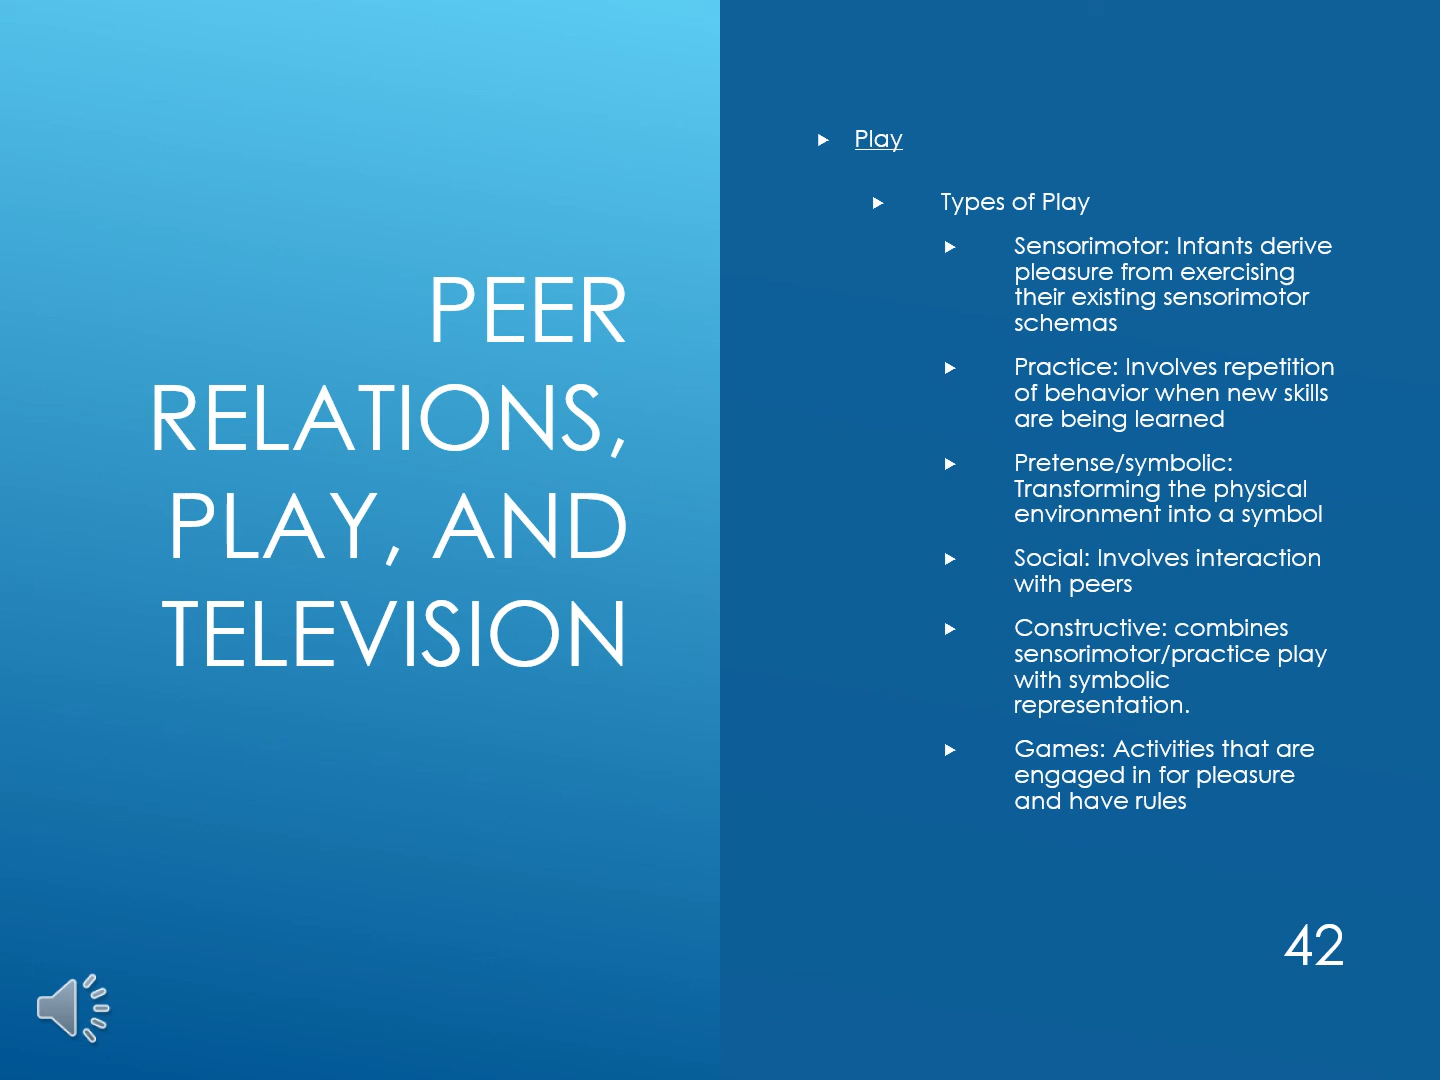 PEER
RELATIONS,
PLAY, AND
TELEVISION
Play
Types of Play
Sensorimotor: Infants derive
pleasure from exercising
their existing sensorimotor
schemas
Practice: Involves repetition
of behavior when new skills
are being learned
Pretense/symbolic:
Transforming the physical
environment into a symbol
Social: Involves interaction
with peers
Constructive: combines
sensorimotor/practice play
with symbolic
representation.
Games: Activities that are
engaged in for pleasure
and have rules
42